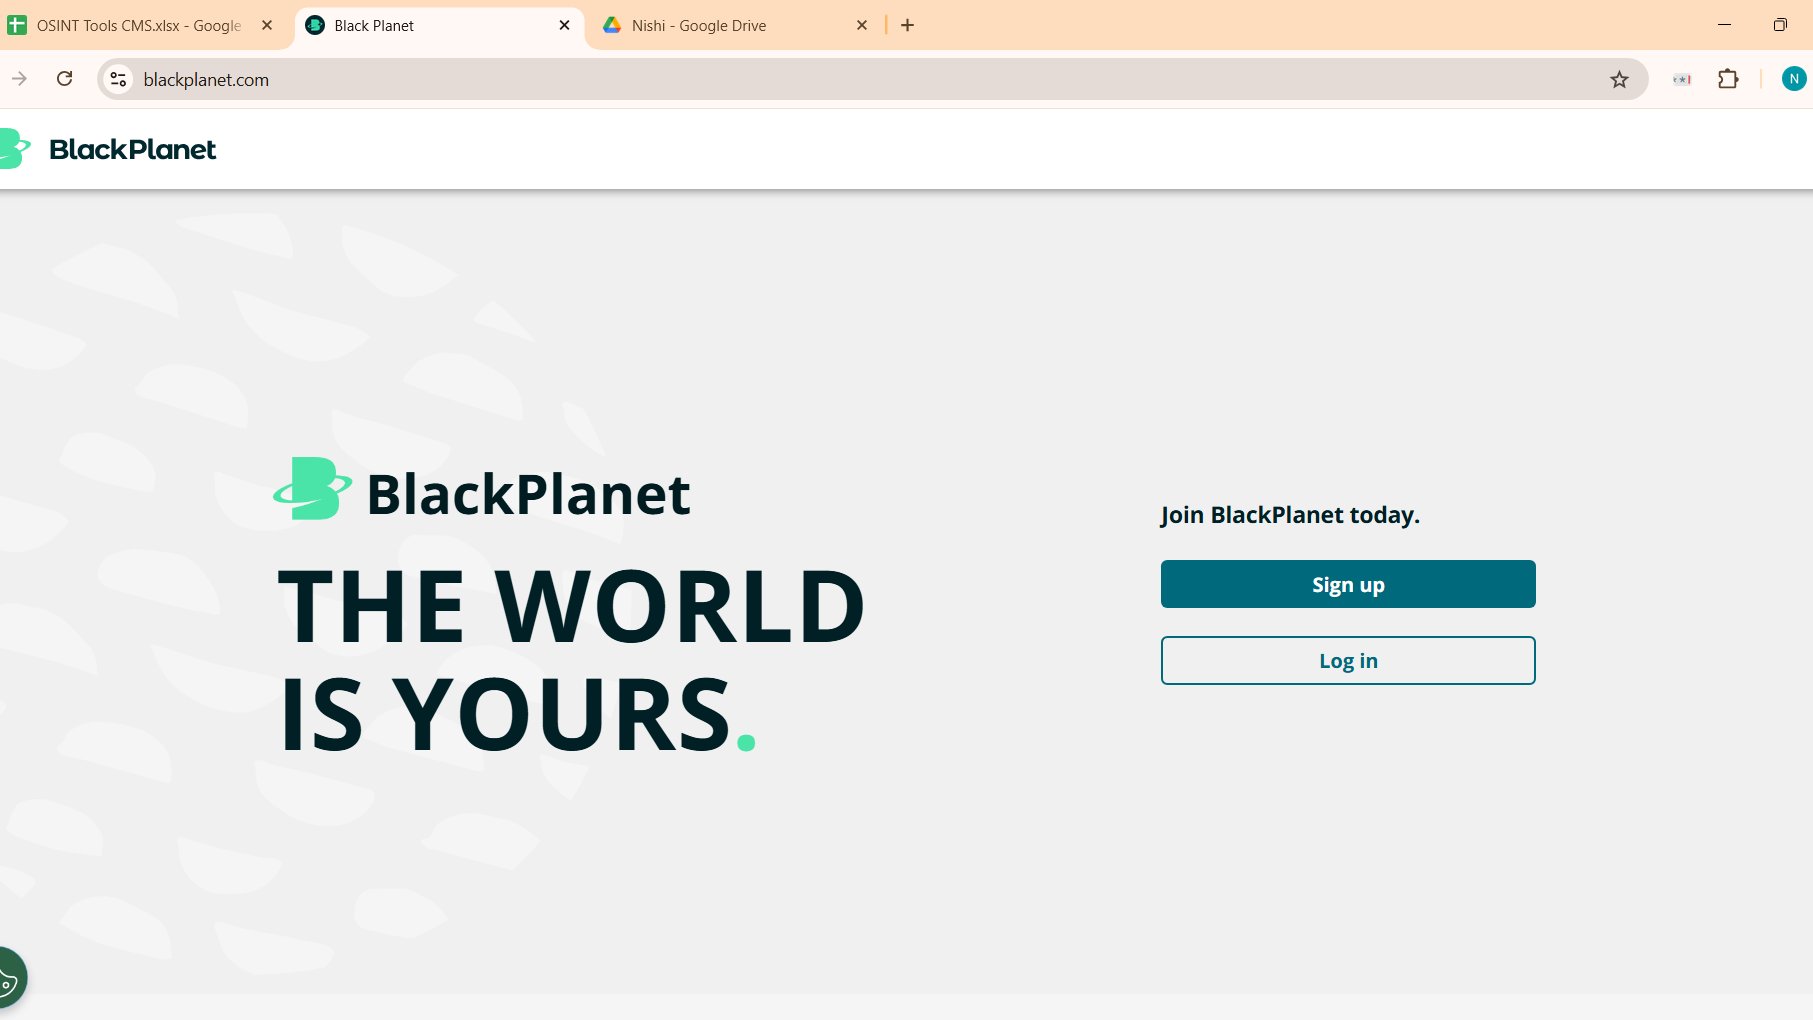 OSINT Tools CMS.xlsx - Google
Black Planet
Nishi - Google Drive
blackplanet.com
N
BlackPlanet
BlackPlanet
THE WORLD
IS YOURS.
Join BlackPlanet today.
Sign up
Log in